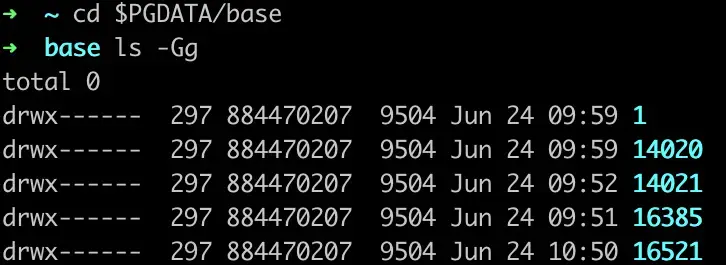 ➜ ~ cd $PGDATA/base
➜ base ls -Gg
total 0
drwx------ 297 884470207 9504 Jun 24 09:59 1
drwx------ 297 884470207 9504 Jun 24 09:59 14020
drwx------ 297 884470207 9504 Jun 24 09:52 14021
drwx------ 297 884470207 9504 Jun 24 09:51 16385
drwx------ 297 884470207 9504 Jun 24 10:50 16521